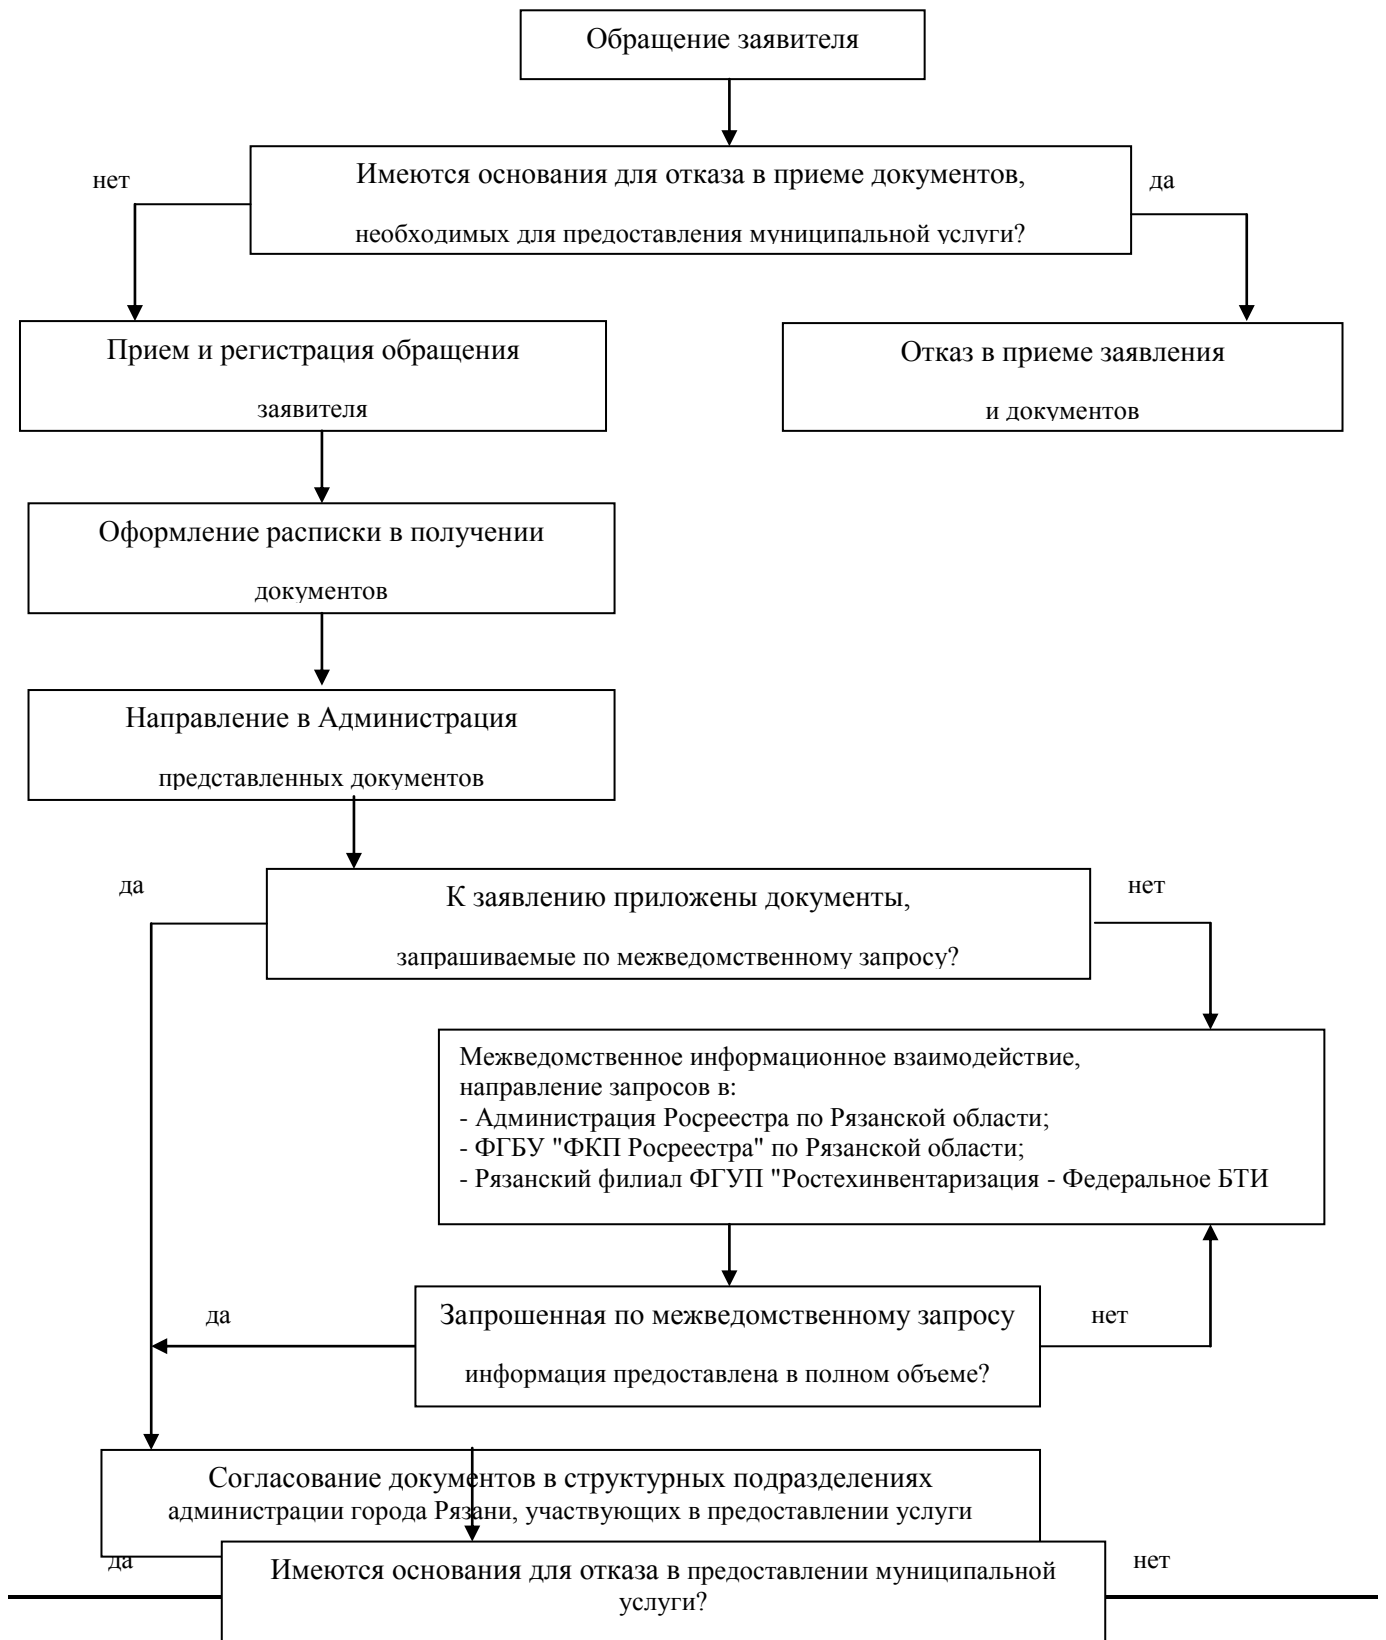 Обращение заявителя
нет
Имеются основания для отказа в приеме документов,
да
необходимых для предоставления муниципальной услуги?
Прием и регистрация обращения
заявителя
Отказ в приеме заявления
и документов
Оформление расписки в получении
документов
Направление в Администрация
представленных документов
да
К заявлению приложены документы,
нет
запрашиваемые по межведомственному запросу?
Межведомственное информационное взаимодействие,
направление запросов в:
- Администрация Росреестра по Рязанской области;
- ФГБУ "ФКП Росреестра" по Рязанской области;
- Рязанский филиал ФГУП "Ростехинвентаризация - Федеральное БТИ
да
Запрошенная по межведомственному запросу
нет
информация предоставлена в полном объеме?
Согласование документов в структурных подразделениях
администрации города Рязани, участвующих в предоставлении услуги
да
Имеются основания для отказа в предоставлении муниципальной
услуги?
нет